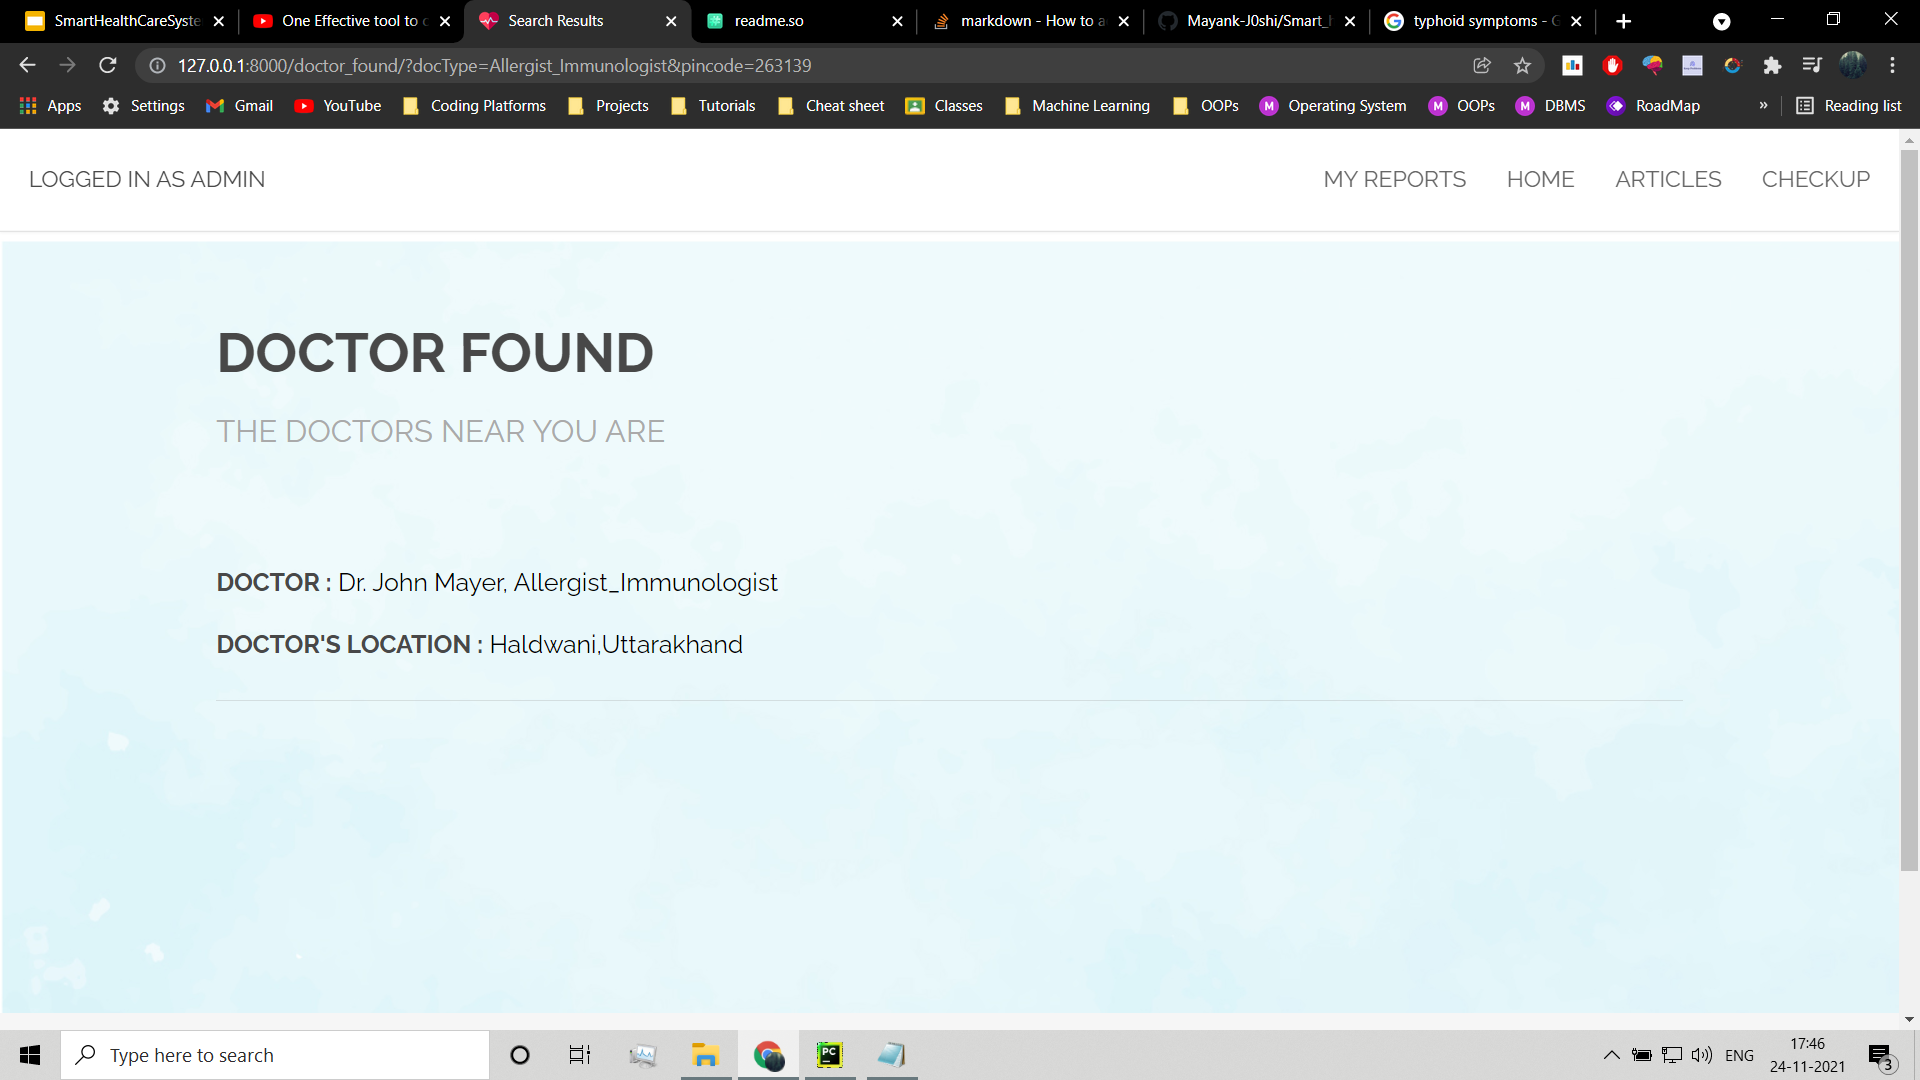 SmartHealthCareSyste
One Effective tool to c
Search Results
readme.so
markdown - How to a
Mayank-J0shi/Smart_h
typhoid symptoms - G
127.0.0.1:8000/doctor_found/?docType=Allergist_Immunologist&pincode=263139
Apps
Settings
Gmail
YouTube
Coding Platforms
Projects
Tutorials
Cheat sheet
Classes
Machine Learning
OOPs
M
Operating System
M
OOPs
M
DBMS
RoadMap
»
Reading list
LOGGED IN AS ADMIN
MY REPORTS
HOME
ARTICLES
CHECKUP
DOCTOR FOUND
THE DOCTORS NEAR YOU ARE
DOCTOR : Dr. John Mayer, Allergist_Immunologist
DOCTOR'S LOCATION : Haldwani,Uttarakhand
Type here to search
PC
ENG
17:46
24-11-2021
3